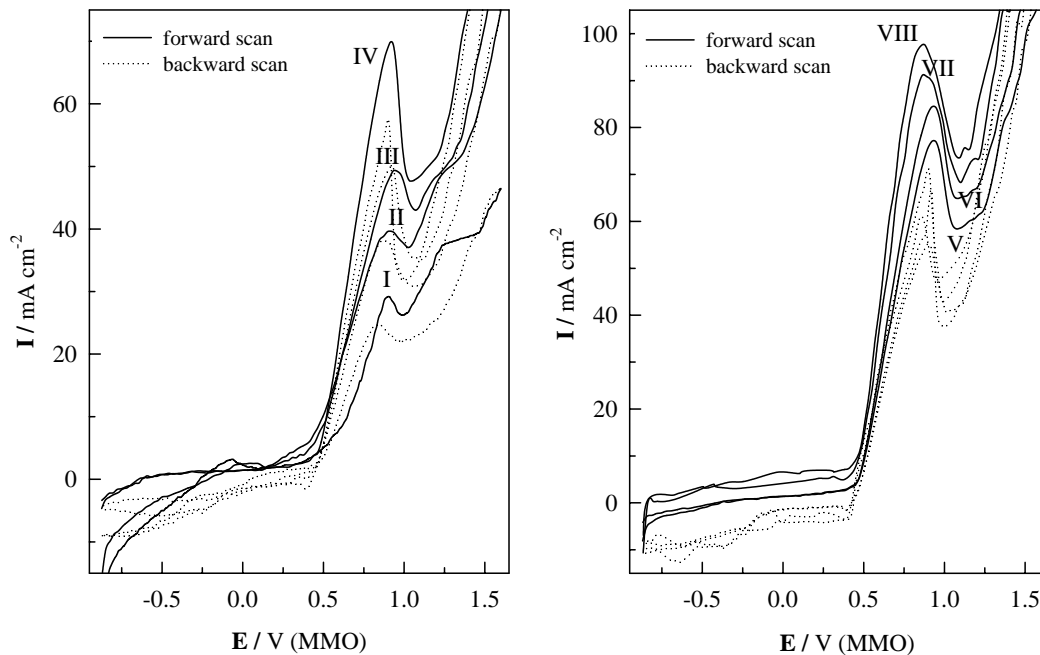 forward scan
backward scan
IV
III
II
I
60
40
20
0
-0.5 0.0 0.5 1.0 1.5
E / V (MMO)
I / mA cm-2
forward scan
backward scan
VIII
VII
VI
V
100
80
60
40
20
0
-0.5 0.0 0.5 1.0 1.5
E / V (MMO)
I / mA cm-2